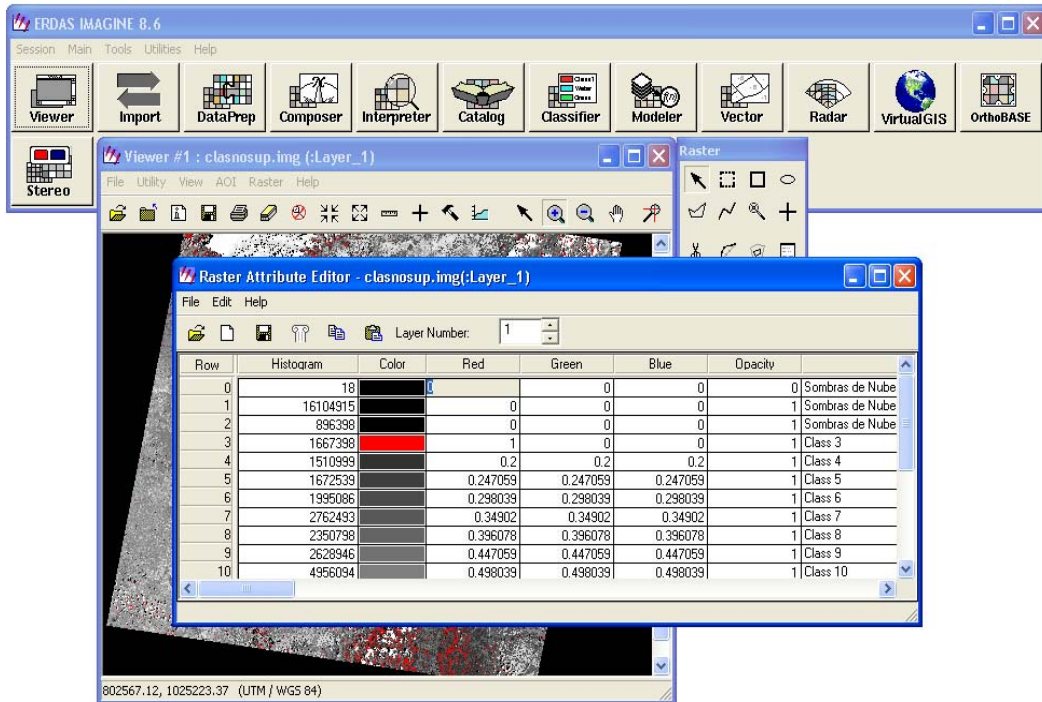 ERDAS IMAGINE 8.6
Session Main Tools Utilities Help
Viewer Import DataPrep Composer Interpreter Catalog Classifier Modeler Vector Radar VirtualGIS OrthoBASE
Stereo
Viewer #1 : clasnosup.img (:Layer_1)
File Utility View AOI Raster Help
Raster
Raster Attribute Editor - clasnosup.img(:Layer_1)
File Edit Help
Layer Number: 1
Row Histogram Color Red Green Blue Opacity
0 18 0 0 0 0 Sombras de Nube
1 16104915 0 0 0 1 Sombras de Nube
2 896398 0 0 0 1 Sombras de Nube
3 1667398 1 0 0 1 Class 3
4 1510999 0.2 0.2 0.2 1 Class 4
5 1672539 0.247059 0.247059 0.247059 1 Class 5
6 1995086 0.298039 0.298039 0.298039 1 Class 6
7 2762493 0.34902 0.34902 0.34902 1 Class 7
8 2350798 0.396078 0.396078 0.396078 1 Class 8
9 2628946 0.447059 0.447059 0.447059 1 Class 9
10 4956094 0.498039 0.498039 0.498039 1 Class 10
802567.12, 1025223.37 (UTM / WGS 84)